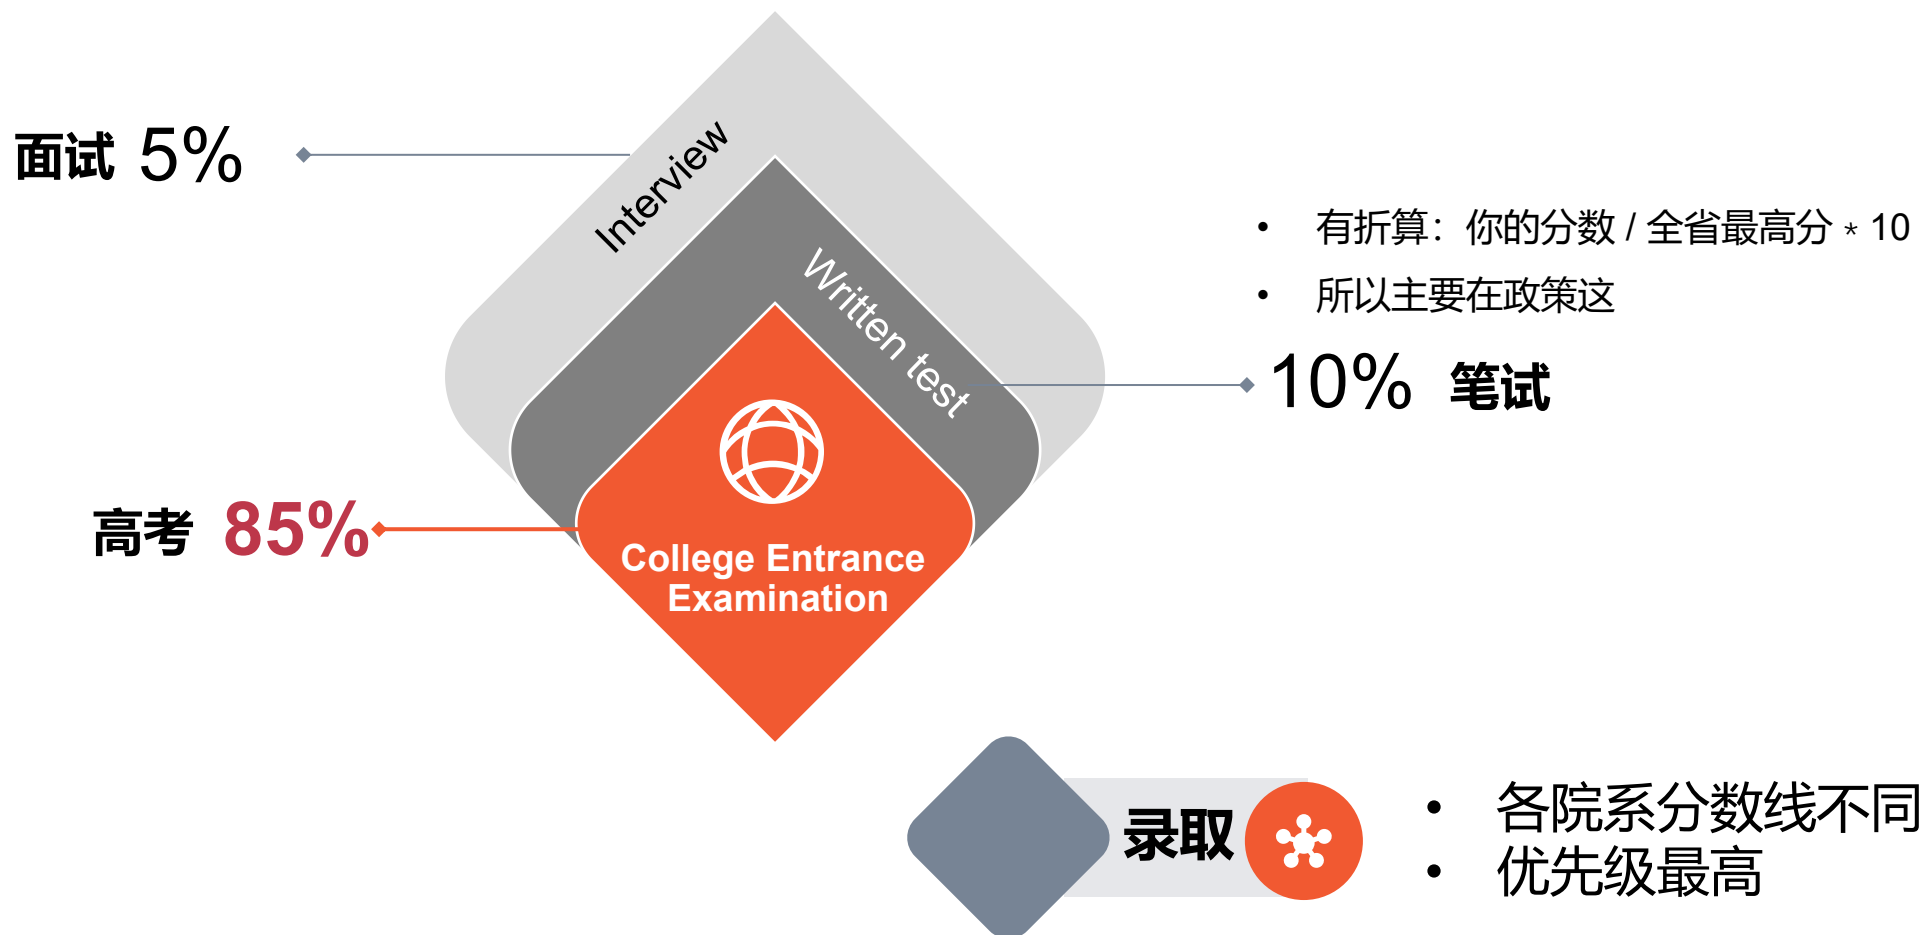 面试 5%
Interview
• 有折算：你的分数 / 全省最高分 * 10
• 所以主要在政策这
Written test
10% 笔试
高考 85%
College Entrance
Examination
录取
• 各院系分数线不同
• 优先级最高